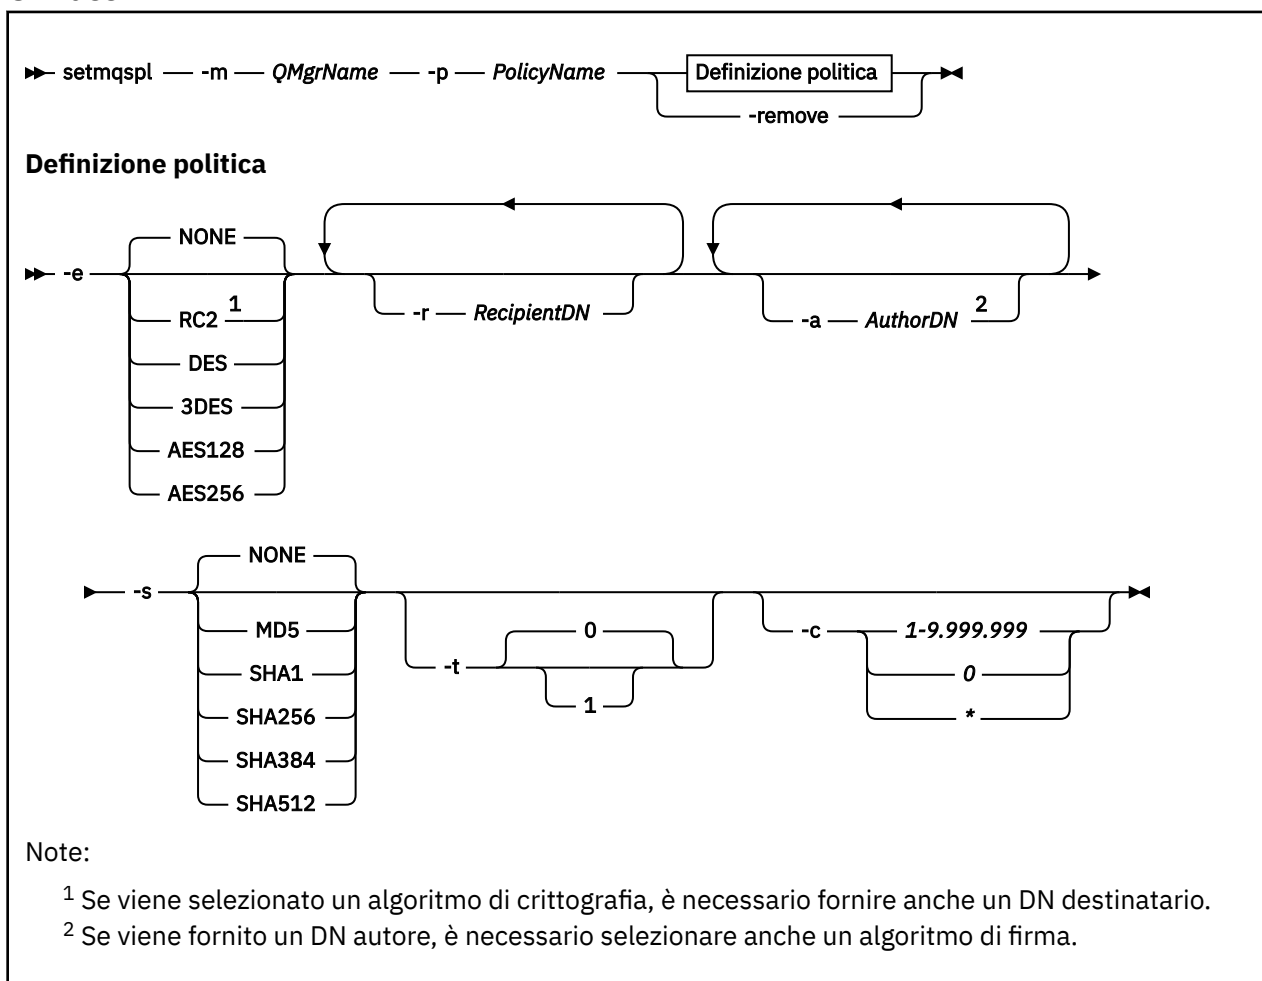 setmqspl -m QMgrName -p PolicyName Definizione politica
-remove
Definizione politica
NONE
-e
RC2 1
DES
3DES
AES128
AES256
-r RecipientDN
-a AuthorDN 2
NONE
-s
MD5
SHA1
SHA256
SHA384
SHA512
0
-t
1
-c 1-9.999.999
0
*
Note:
1 Se viene selezionato un algoritmo di crittografia, è necessario fornire anche un DN destinatario.
2 Se viene fornito un DN autore, è necessario selezionare anche un algoritmo di firma.